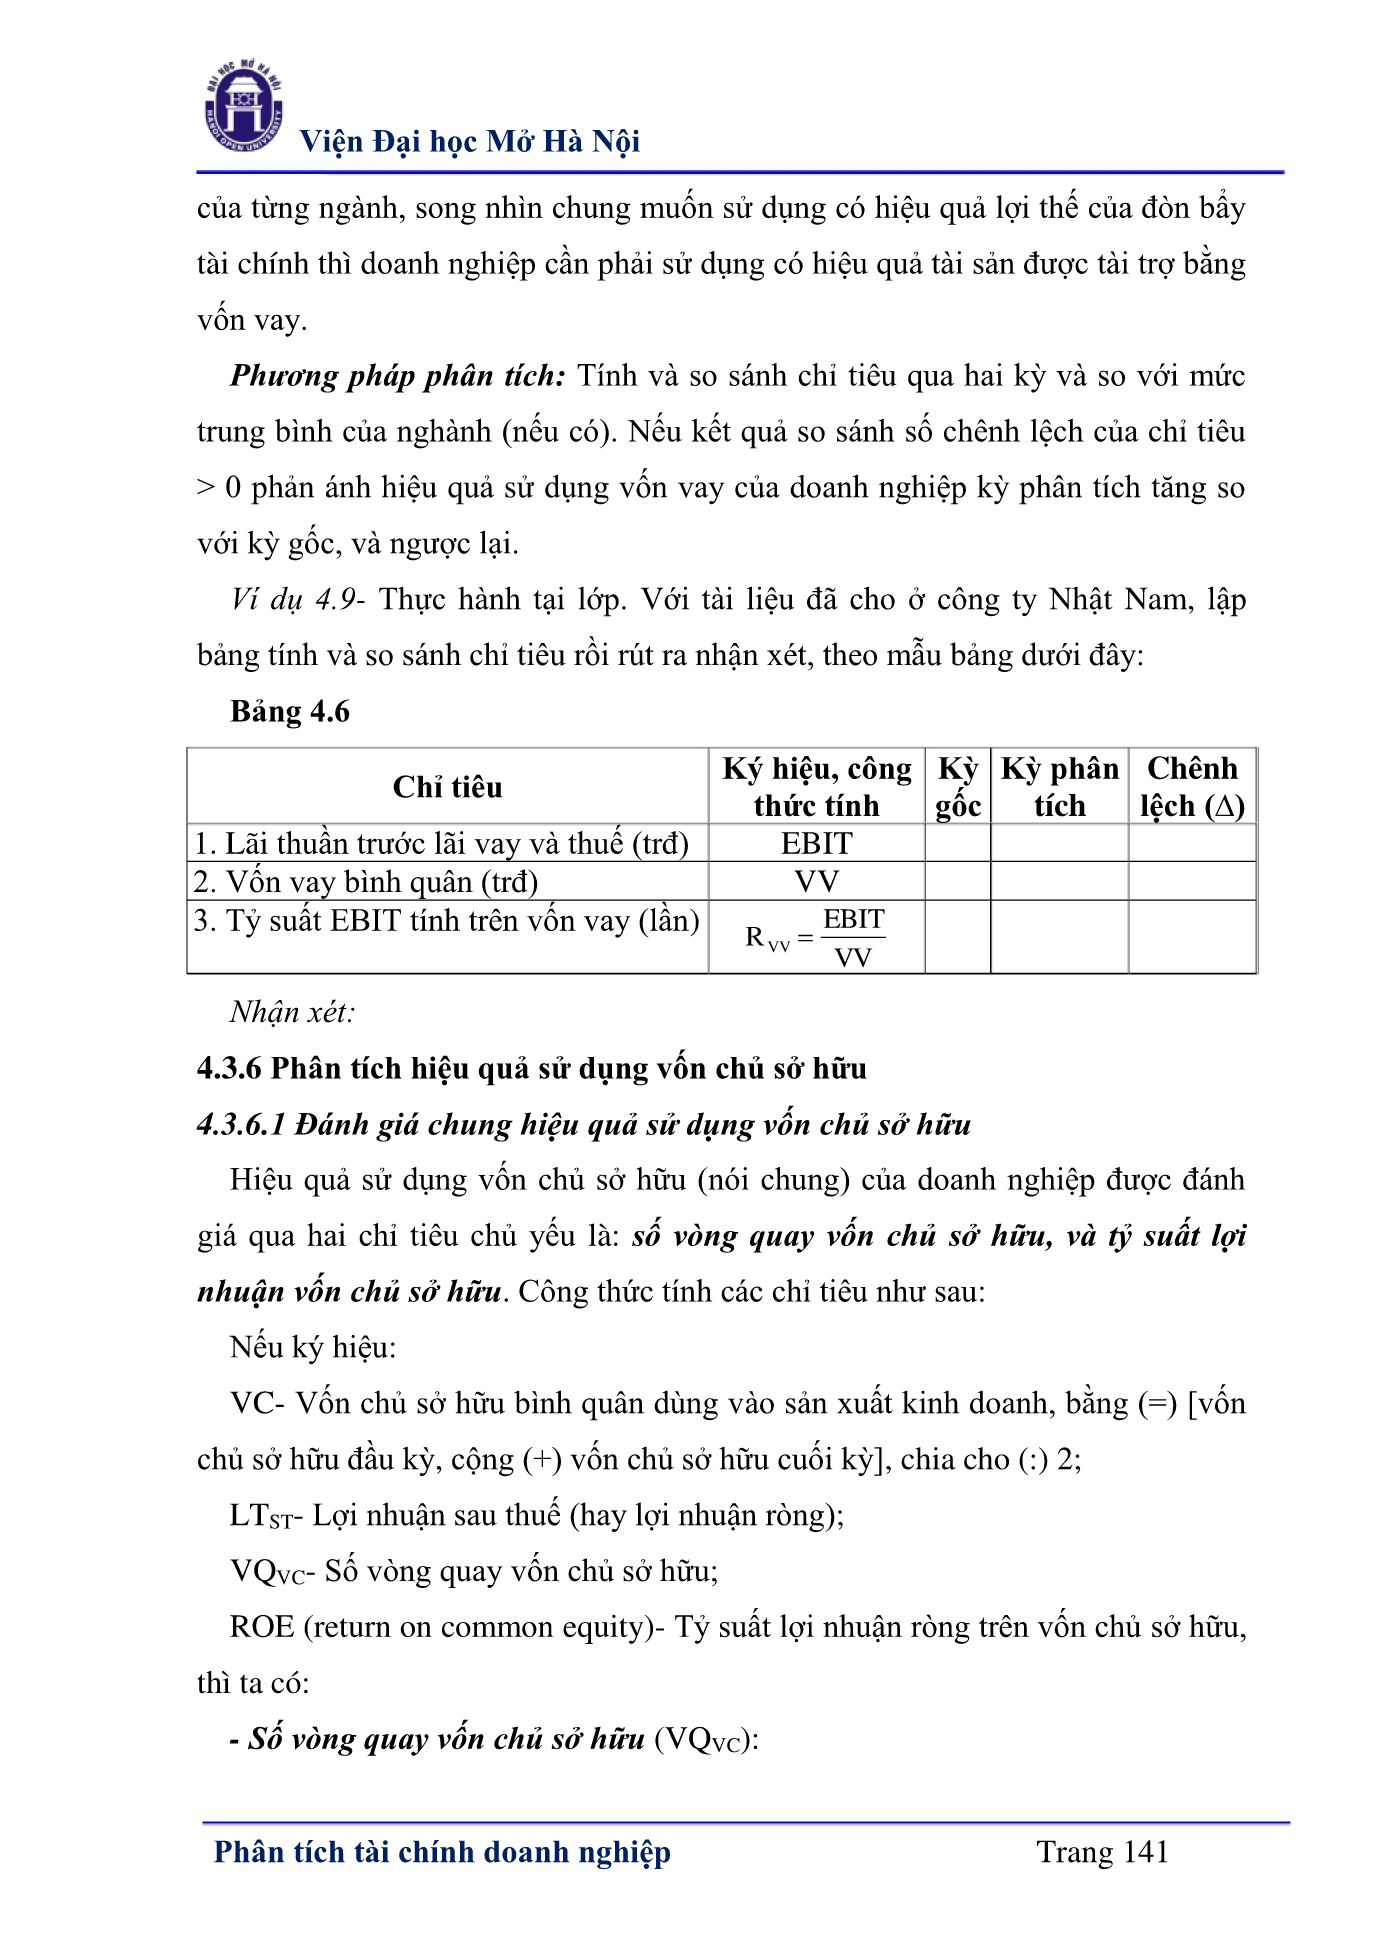 ĐẠI HỌC MỞ HÀ NỘI
HANOI OPEN UNIVERSITY
Viện Đại học Mở Hà Nội
của từng ngành, song nhìn chung muốn sử dụng có hiệu quả lợi thế của đòn bẩy
tài chính thì doanh nghiệp cần phải sử dụng có hiệu quả tài sản được tài trợ bằng
vốn vay.
Phương pháp phân tích: Tính và so sánh chỉ tiêu qua hai kỳ và so với mức
trung bình của nghành (nếu có). Nếu kết quả so sánh số chênh lệch của chỉ tiêu
> 0 phản ánh hiệu quả sử dụng vốn vay của doanh nghiệp kỳ phân tích tăng so
với kỳ gốc, và ngược lại.
Ví dụ 4.9- Thực hành tại lớp. Với tài liệu đã cho ở công ty Nhật Nam, lập
bảng tính và so sánh chỉ tiêu rồi rút ra nhận xét, theo mẫu bảng dưới đây:
Bảng 4.6
Chỉ tiêu
Ký hiệu, công
thức tính
Kỳ
gốc
Kỳ phân
tích
Chênh
lệch (Δ)
1. Lãi thuần trước lãi vay và thuế (trđ) EBIT
2. Vốn vay bình quân (trđ) VV
3. Tỷ suất EBIT tính trên vốn vay (lần) R_VV = EBIT / VV
Nhận xét:
4.3.6 Phân tích hiệu quả sử dụng vốn chủ sở hữu
4.3.6.1 Đánh giá chung hiệu quả sử dụng vốn chủ sở hữu
Hiệu quả sử dụng vốn chủ sở hữu (nói chung) của doanh nghiệp được đánh
giá qua hai chỉ tiêu chủ yếu là: số vòng quay vốn chủ sở hữu, và tỷ suất lợi
nhuận vốn chủ sở hữu. Công thức tính các chỉ tiêu như sau:
Nếu ký hiệu:
VC- Vốn chủ sở hữu bình quân dùng vào sản xuất kinh doanh, bằng (=) [vốn
chủ sở hữu đầu kỳ, cộng (+) vốn chủ sở hữu cuối kỳ], chia cho (:) 2;
LT_ST- Lợi nhuận sau thuế (hay lợi nhuận ròng);
VQ_VC- Số vòng quay vốn chủ sở hữu;
ROE (return on common equity)- Tỷ suất lợi nhuận ròng trên vốn chủ sở hữu,
thì ta có:
- Số vòng quay vốn chủ sở hữu (VQ_VC):
Phân tích tài chính doanh nghiệp Trang 141